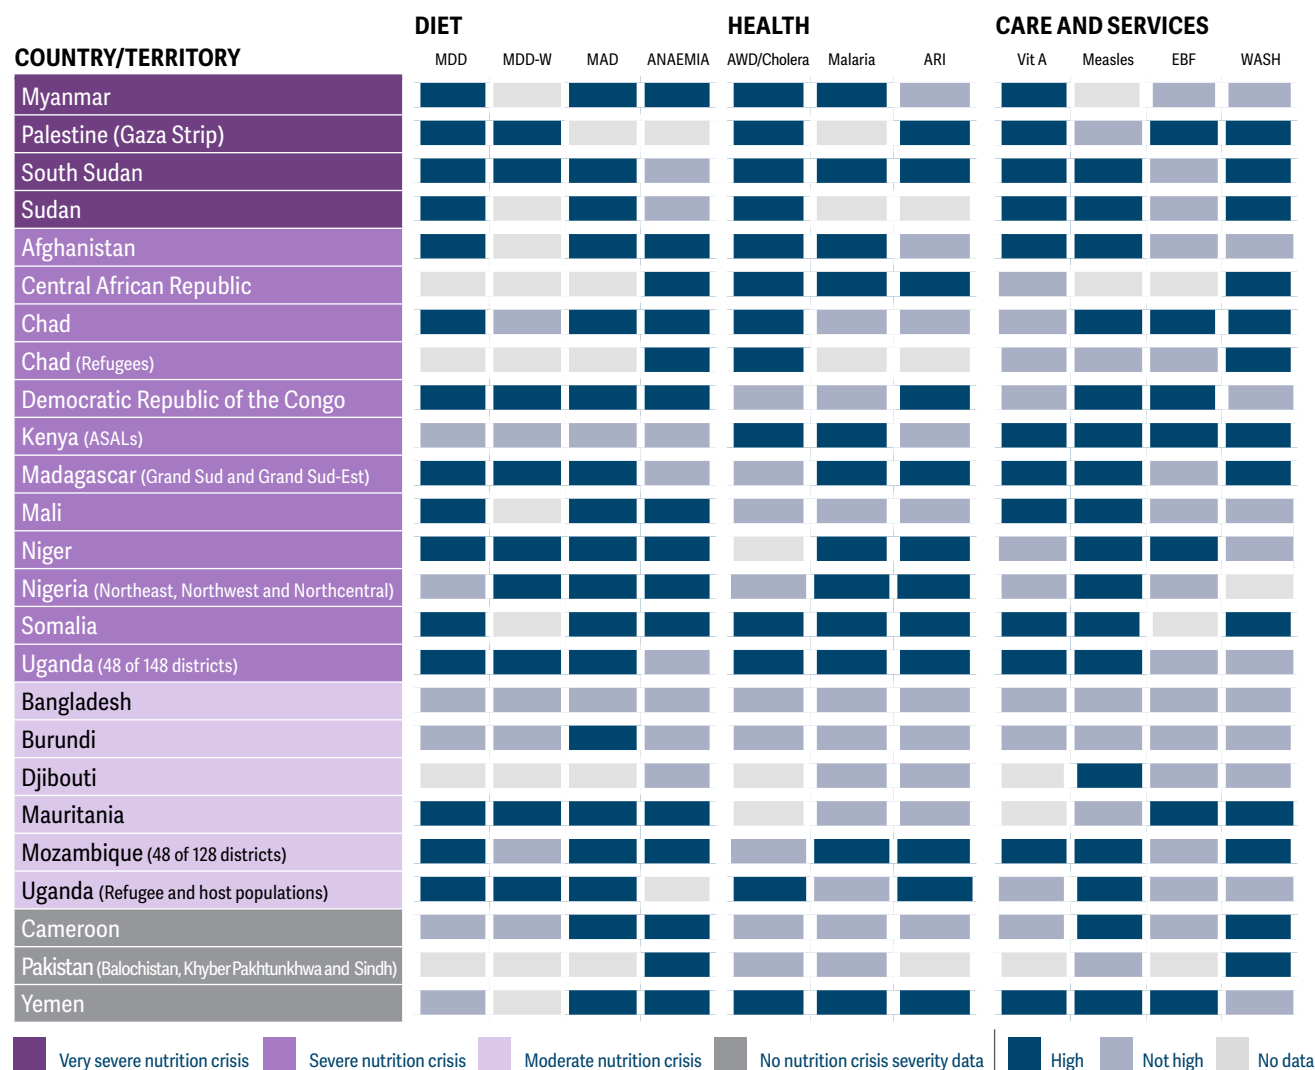 DIET HEALTH CARE AND SERVICES
COUNTRY/TERRITORY MDD MDD-W MAD ANAEMIA AWD/Cholera Malaria ARI Vit A Measles EBF WASH
Myanmar
Palestine (Gaza Strip)
South Sudan
Sudan
Afghanistan
Central African Republic
Chad
Chad (Refugees)
Democratic Republic of the Congo
Kenya (ASALs)
Madagascar (Grand Sud and Grand Sud-Est)
Mali
Niger
Nigeria (Northeast, Northwest and Northcentral)
Somalia
Uganda (48 of 148 districts)
Bangladesh
Burundi
Djibouti
Mauritania
Mozambique (48 of 128 districts)
Uganda (Refugee and host populations)
Cameroon
Pakistan (Balochistan, Khyber Pakhtunkhwa and Sindh)
Yemen
Very severe nutrition crisis Severe nutrition crisis Moderate nutrition crisis No nutrition crisis severity data High Not high No data